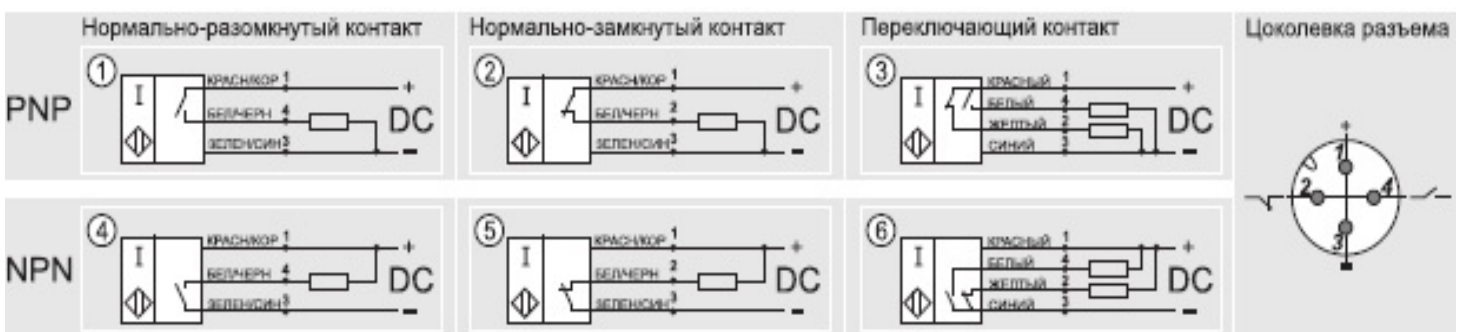 Нормально-разомкнутый контакт
Нормально-замкнутый контакт
Переключающий контакт
Цоколевка разъема
PNP
1
I
КРАСН/КОР 1
БЕЛ/ЧЕРН 4
ЗЕЛЕН/СИН 3
+
DC
-
2
I
КРАСН/КОР 1
БЕЛ/ЧЕРН 2
ЗЕЛЕН/СИН 3
+
DC
-
3
I
КРАСНЫЙ 1
БЕЛЫЙ 4
ЖЕЛТЫЙ 2
СИНИЙ 3
+
DC
-
NPN
4
I
КРАСН/КОР 1
БЕЛ/ЧЕРН 4
ЗЕЛЕН/СИН 3
+
DC
-
5
I
КРАСН/КОР 1
БЕЛ/ЧЕРН 2
ЗЕЛЕН/СИН 3
+
DC
-
6
I
КРАСНЫЙ 1
БЕЛЫЙ 4
ЖЕЛТЫЙ 2
СИНИЙ 3
+
DC
-
+
1
2
4
3
-